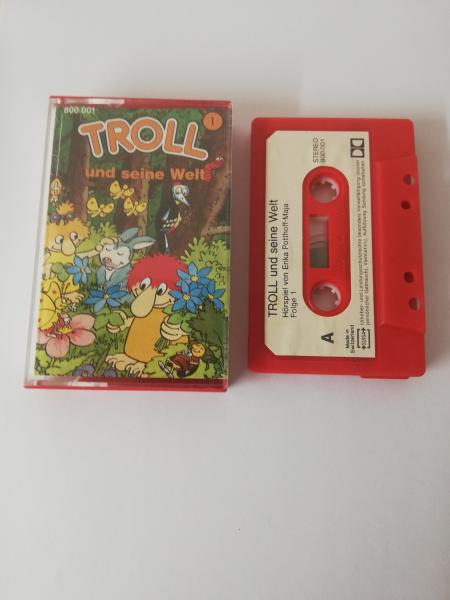 800.001
TROLL
1
und seine Welt
STEREO
800.001
TROLL und seine Welt
Hörspiel von Erika Potthoff-Maja
Folge 1
A
Made in
Switzerland